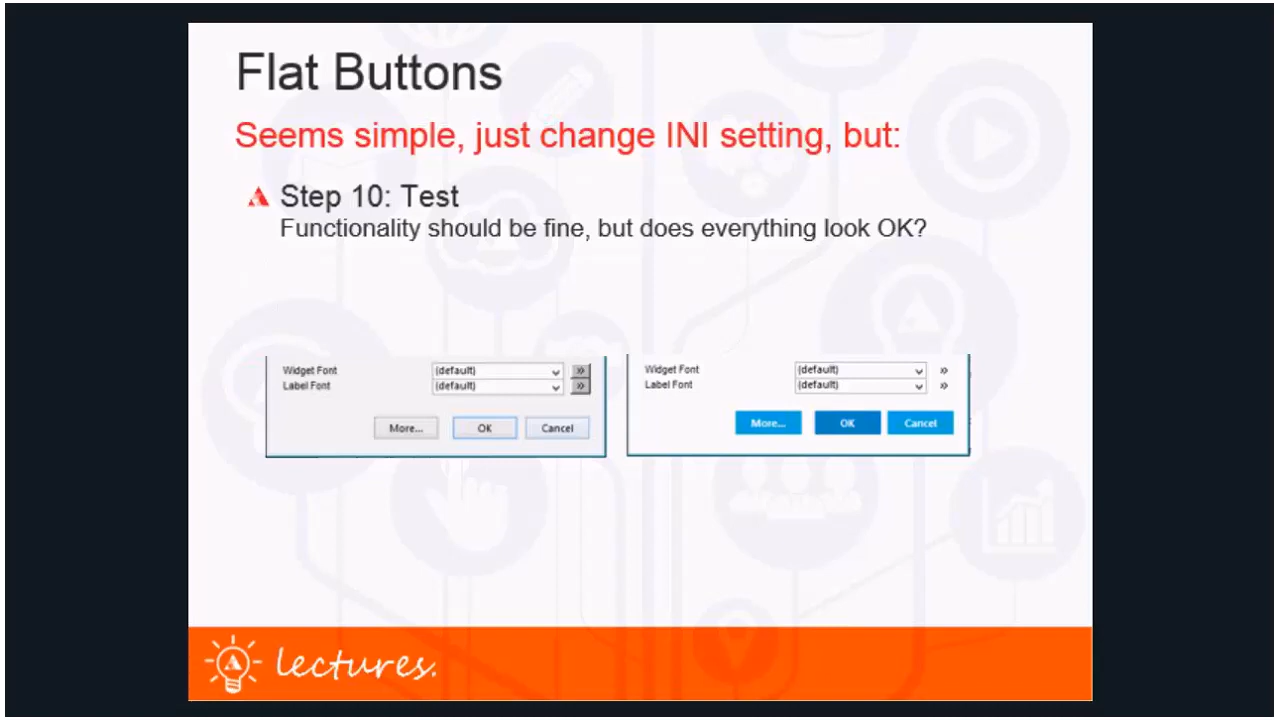 Flat Buttons
Seems simple, just change INI setting, but:
Step 10: Test
Functionality should be fine, but does everything look OK?
Widget Font (default) »
Label Font (default) »
More... OK Cancel
Widget Font (default) »
Label Font (default) »
More... OK Cancel
lectures.